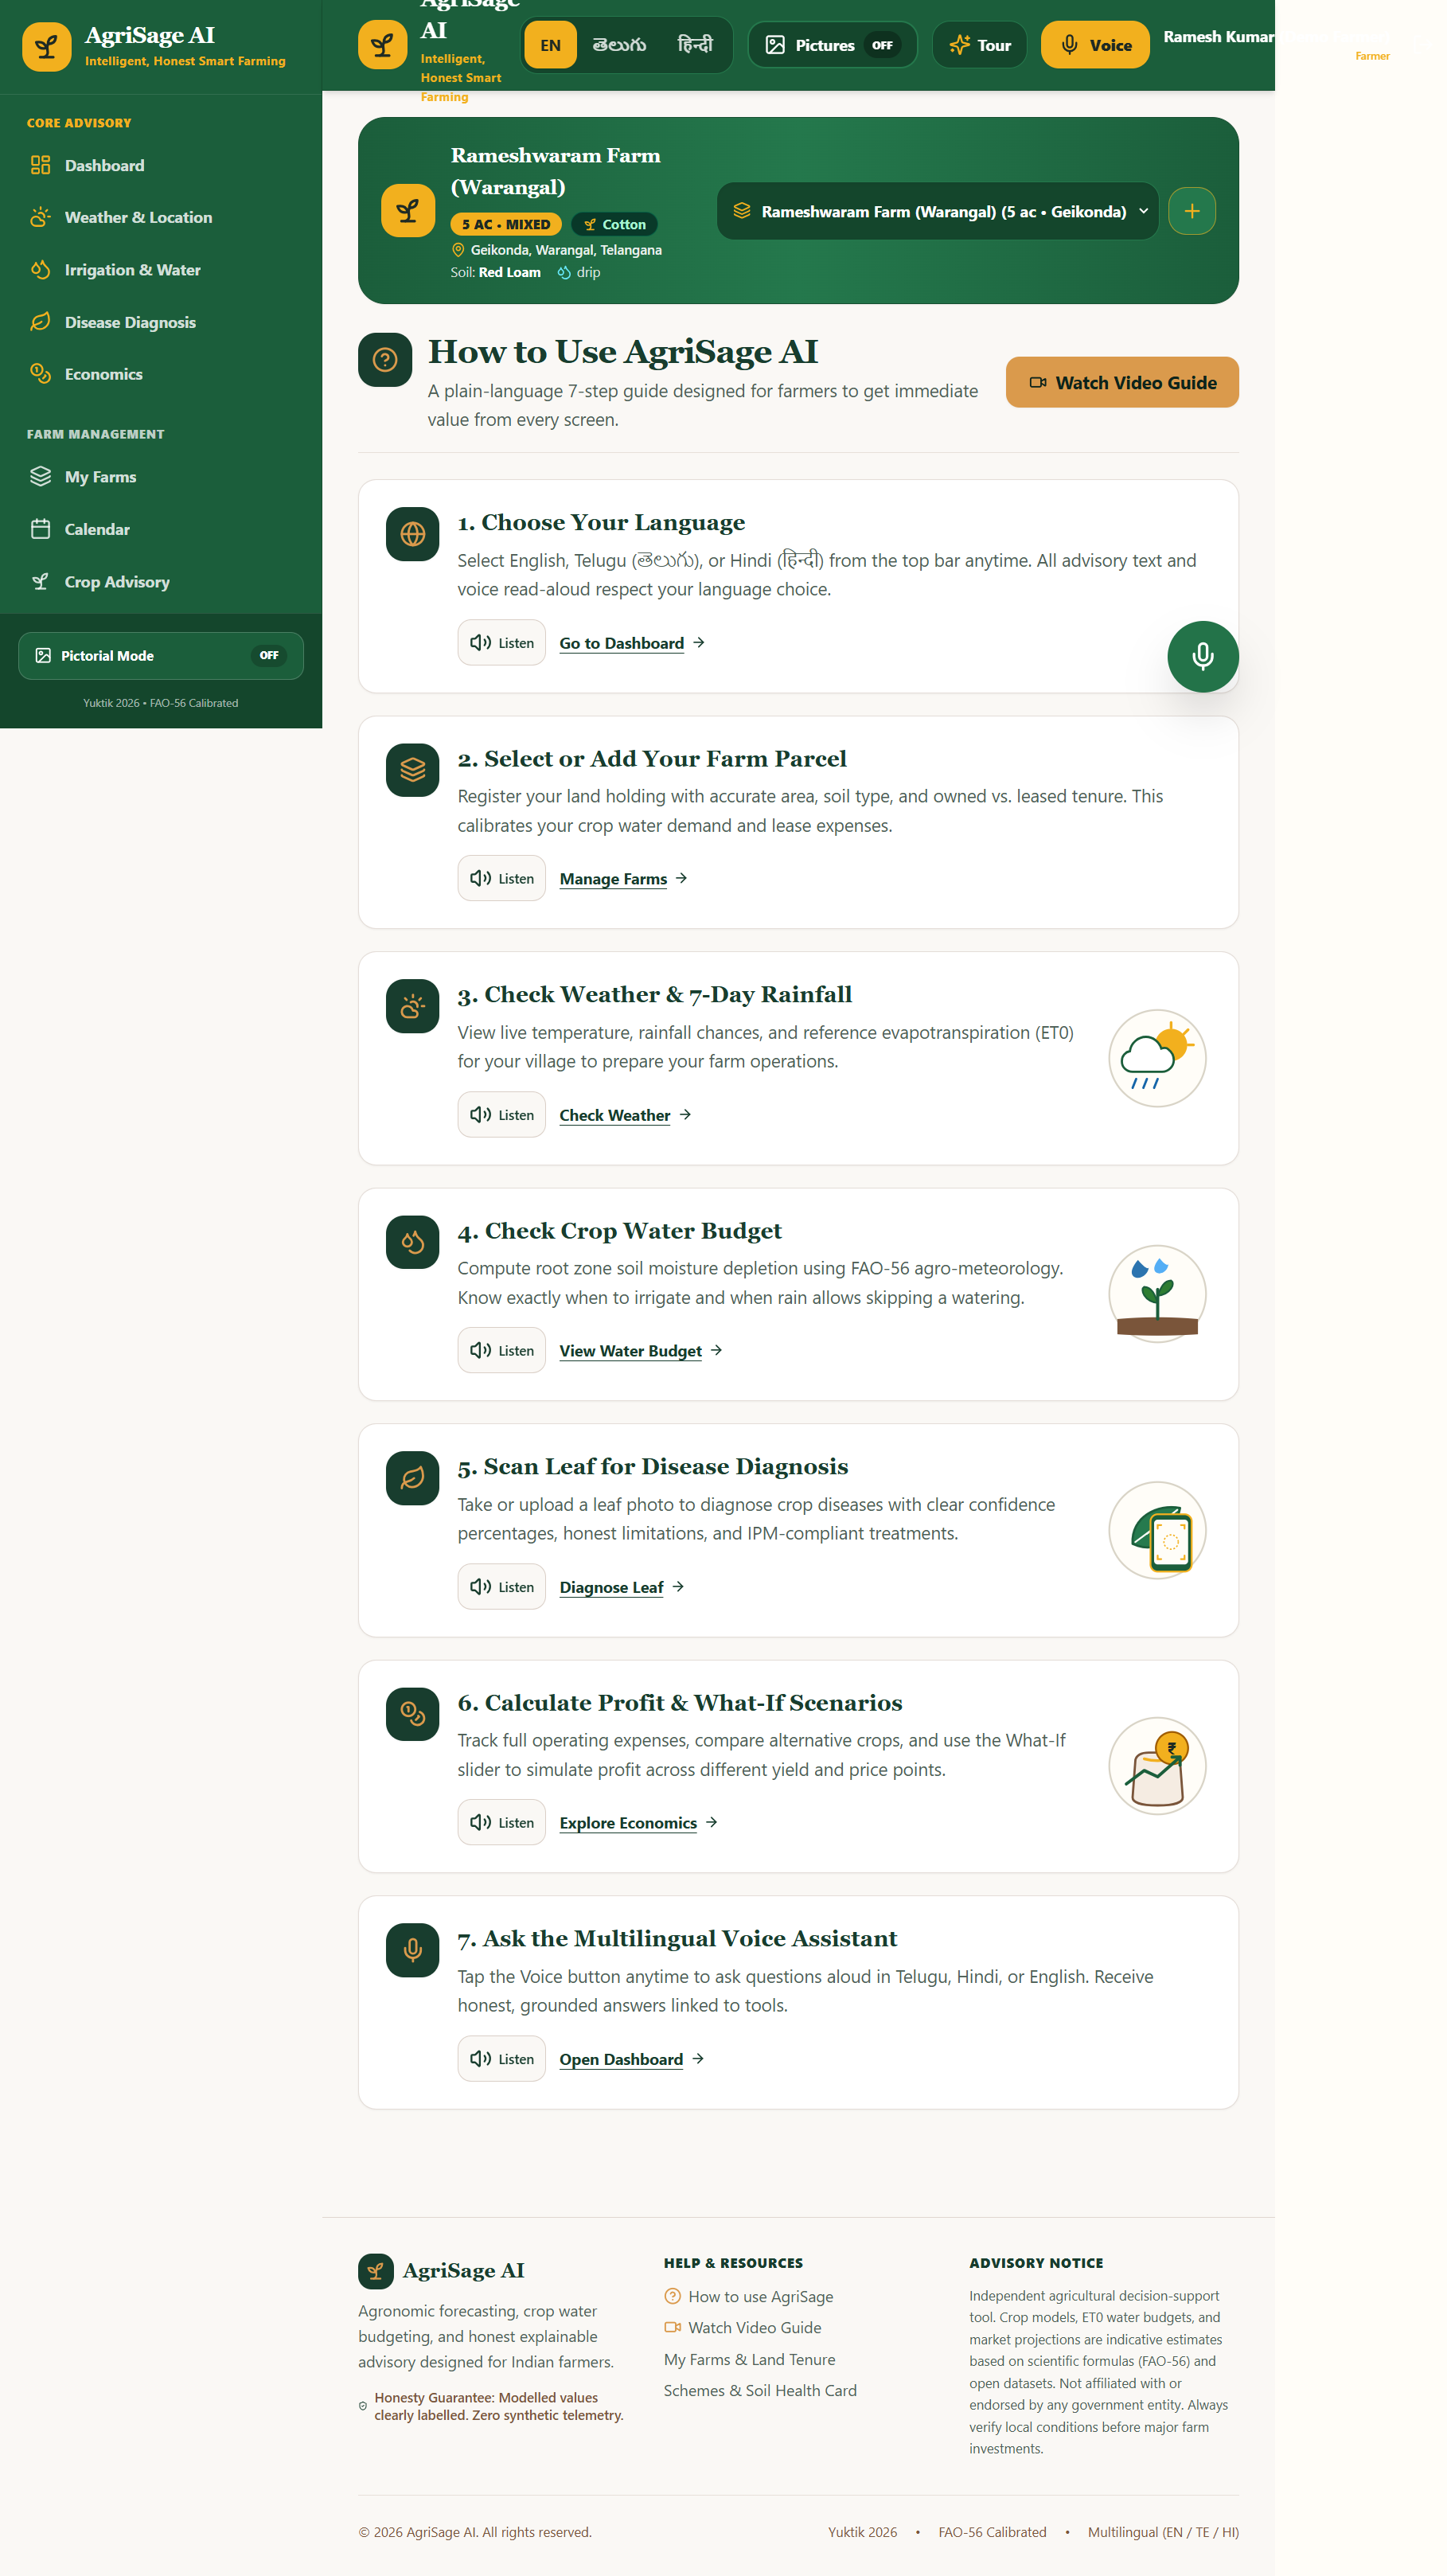 AgriSage AI
Intelligent, Honest Smart Farming
CORE ADVISORY
Dashboard
Weather & Location
Irrigation & Water
Disease Diagnosis
Economics
FARM MANAGEMENT
My Farms
Calendar
Crop Advisory
Pictorial Mode OFF
Yuktik 2026 • FAO-56 Calibrated
AgriSage
AI
Intelligent,
Honest Smart
Farming
EN తెలుగు हिन्दी
Pictures OFF
Tour
Voice
Ramesh Kumar
Farmer
Rameshwaram Farm
(Warangal)
5 AC • MIXED Cotton
Geikonda, Warangal, Telangana
Soil: Red Loam drip
Rameshwaram Farm (Warangal) (5 ac • Geikonda)
How to Use AgriSage AI
A plain-language 7-step guide designed for farmers to get immediate
value from every screen.
Watch Video Guide
1. Choose Your Language
Select English, Telugu (తెలుగు), or Hindi (हिन्दी) from the top bar anytime. All advisory text and
voice read-aloud respect your language choice.
Listen Go to Dashboard →
2. Select or Add Your Farm Parcel
Register your land holding with accurate area, soil type, and owned vs. leased tenure. This
calibrates your crop water demand and lease expenses.
Listen Manage Farms →
3. Check Weather & 7-Day Rainfall
View live temperature, rainfall chances, and reference evapotranspiration (ET0)
for your village to prepare your farm operations.
Listen Check Weather →
4. Check Crop Water Budget
Compute root zone soil moisture depletion using FAO-56 agro-meteorology.
Know exactly when to irrigate and when rain allows skipping a watering.
Listen View Water Budget →
5. Scan Leaf for Disease Diagnosis
Take or upload a leaf photo to diagnose crop diseases with clear confidence
percentages, honest limitations, and IPM-compliant treatments.
Listen Diagnose Leaf →
6. Calculate Profit & What-If Scenarios
Track full operating expenses, compare alternative crops, and use the What-If
slider to simulate profit across different yield and price points.
₹
Listen Explore Economics →
7. Ask the Multilingual Voice Assistant
Tap the Voice button anytime to ask questions aloud in Telugu, Hindi, or English. Receive
honest, grounded answers linked to tools.
Listen Open Dashboard →
AgriSage AI
Agronomic forecasting, crop water
budgeting, and honest explainable
advisory designed for Indian farmers.
Honesty Guarantee: Modelled values
clearly labelled. Zero synthetic telemetry.
HELP & RESOURCES
How to use AgriSage
Watch Video Guide
My Farms & Land Tenure
Schemes & Soil Health Card
ADVISORY NOTICE
Independent agricultural decision-support
tool. Crop models, ET0 water budgets, and
market projections are indicative estimates
based on scientific formulas (FAO-56) and
open datasets. Not affiliated with or
endorsed by any government entity. Always
verify local conditions before major farm
investments.
© 2026 AgriSage AI. All rights reserved.
Yuktik 2026 • FAO-56 Calibrated • Multilingual (EN / TE / HI)